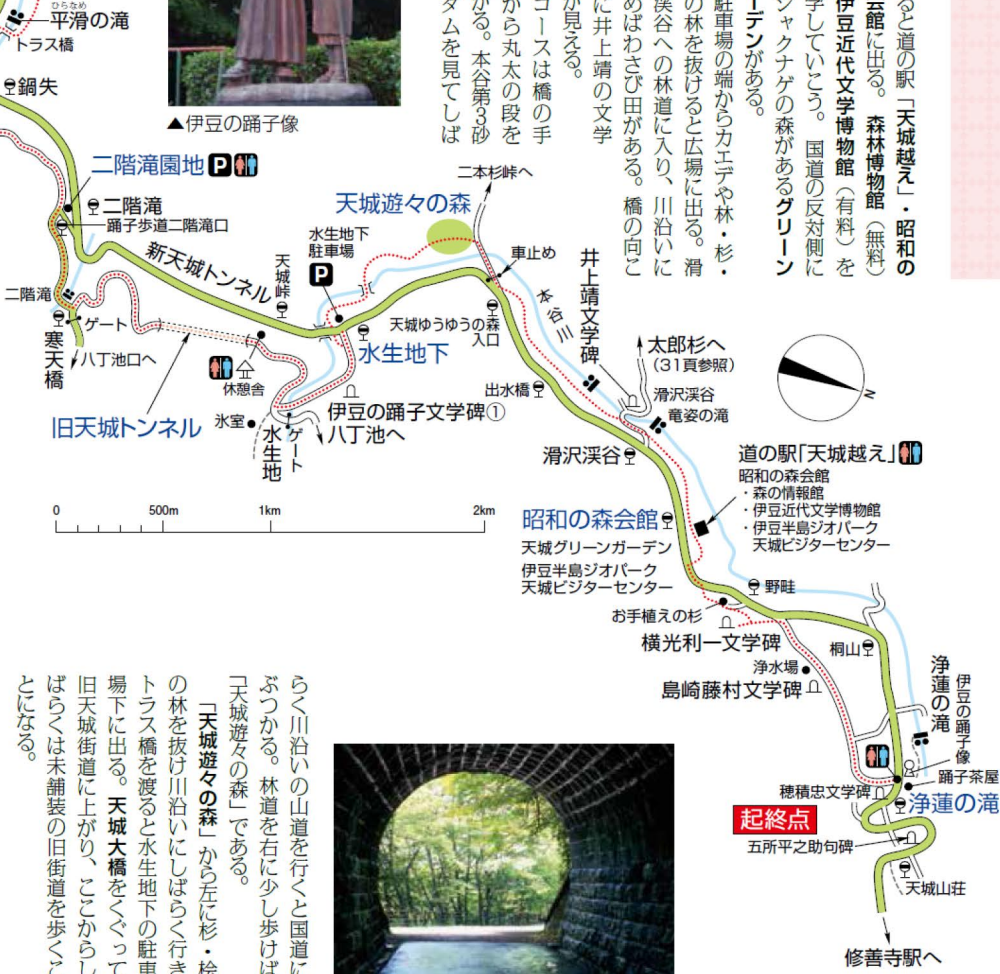 ると道の駅「天城越え」・昭和の
会館に出る。森林博物館（無料）
伊豆近代文学博物館（有料）を
学していこう。国道の反対側に
シャクナゲの森があるグリーン
ーデンがある。
駐車場の端からカエデや林・杉・
の林を抜けると広場に出る。滑
渓谷への林道に入り、川沿いに
めばわさび田がある。橋の向こ
に井上靖の文学
が見える。
コースは橋の手
から丸太の段を
かる。本谷第3砂
タムを見てしば
ひらなめ
平滑の滝
トラス橋
鍋失
▲伊豆の踊子像
二階滝園地
P
二階滝
踊子歩道二階滝口
二本杉峠へ
天城遊々の森
水生地下
駐車場
P
新天城トンネル
天城峠
車止め
井上靖文学碑
本谷川
二階滝
ゲート
寒天橋
八丁池口へ
天城ゆうゆうの森
入口
水生地下
太郎杉へ
（31頁参照）
休憩舎
出水橋
滑沢渓谷
竜姿の滝
N
旧天城トンネル
氷室
水生地
ゲート
伊豆の踊子文学碑①
八丁池へ
滑沢渓谷
道の駅「天城越え」
昭和の森会館
・森の情報館
・伊豆近代文学博物館
・伊豆半島ジオパーク
天城ビジターセンター
0
500m
1km
2km
昭和の森会館
天城グリーンガーデン
伊豆半島ジオパーク
天城ビジターセンター
野畦
お手植えの杉
横光利一文学碑
桐山
浄水場
島崎藤村文学碑
浄蓮の滝
伊豆の踊子像
踊子茶屋
穂積忠文学碑
浄蓮の滝
起終点
五所平之助句碑
天城山荘
修善寺駅へ
らく川沿いの山道を行くと国道に
ぶつかる。林道を右に少し歩けば
「天城遊々の森」である。
「天城遊々の森」から左に杉・桧
の林を抜け川沿いにしばらく行き
トラス橋を渡ると水生地下の駐車
場下に出る。天城大橋をくぐって
旧天城街道に上がり、ここからし
ばらくは未舗装の旧街道を歩くこ
とになる。